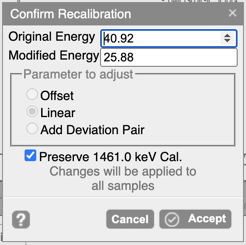 Confirm Recalibration
Original Energy 40.92
Modified Energy 25.88
Parameter to adjust
Offset
Linear
Add Deviation Pair
Preserve 1461.0 keV Cal.
Changes will be applied to
all samples
? Cancel Accept